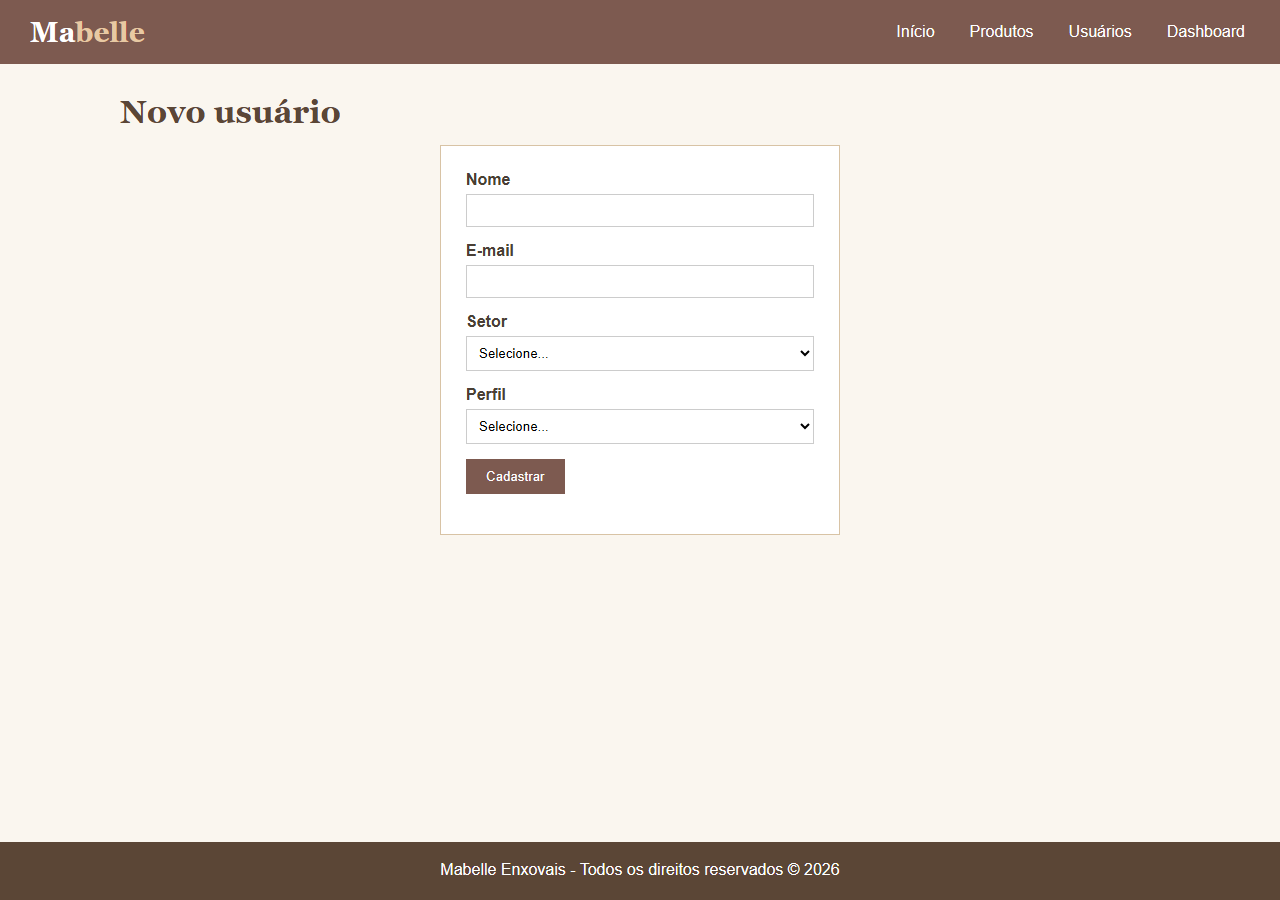 Mabelle
Início Produtos Usuários Dashboard
Novo usuário
Nome
E-mail
Setor
Selecione...
Perfil
Selecione...
Cadastrar
Mabelle Enxovais - Todos os direitos reservados © 2026